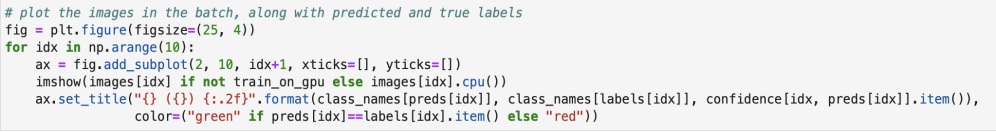 # plot the images in the batch, along with predicted and true labels
fig = plt.figure(figsize=(25, 4))
for idx in np.arange(10):
    ax = fig.add_subplot(2, 10, idx+1, xticks=[], yticks=[])
    imshow(images[idx] if not train_on_gpu else images[idx].cpu())
    ax.set_title("{} ({}) {:.2f}".format(class_names[preds[idx]], class_names[labels[idx]], confidence[idx, preds[idx]].item()),
                 color=("green" if preds[idx]==labels[idx].item() else "red"))